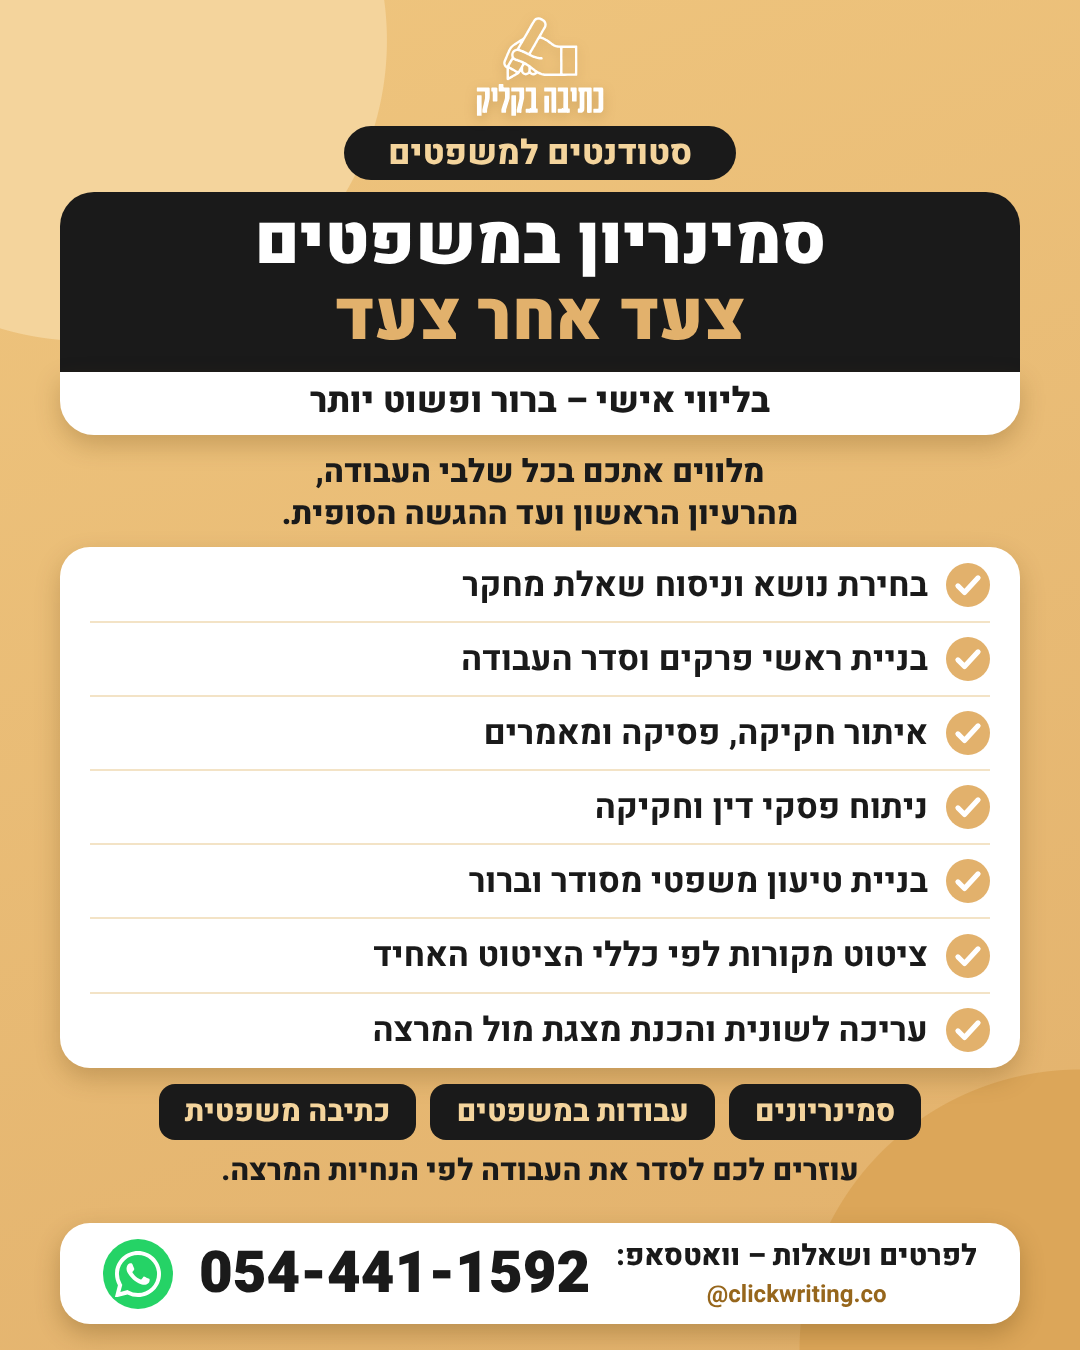 כתיבה בקליק
סטודנטים למשפטים
סמינריון במשפטים
צעד אחר צעד
בליווי אישי – ברור ופשוט יותר
מלווים אתכם בכל שלבי העבודה,
מהרעיון הראשון ועד ההגשה הסופית.
בחירת נושא וניסוח שאלת מחקר
בניית ראשי פרקים וסדר העבודה
איתור חקיקה, פסיקה ומאמרים
ניתוח פסקי דין וחקיקה
בניית טיעון משפטי מסודר וברור
ציטוט מקורות לפי כללי הציטוט האחיד
עריכה לשונית והכנת מצגת מול המרצה
סמינריונים
עבודות במשפטים
כתיבה משפטית
עוזרים לכם לסדר את העבודה לפי הנחיות המרצה.
לפרטים ושאלות – וואטסאפ:
@clickwriting.co
054-441-1592